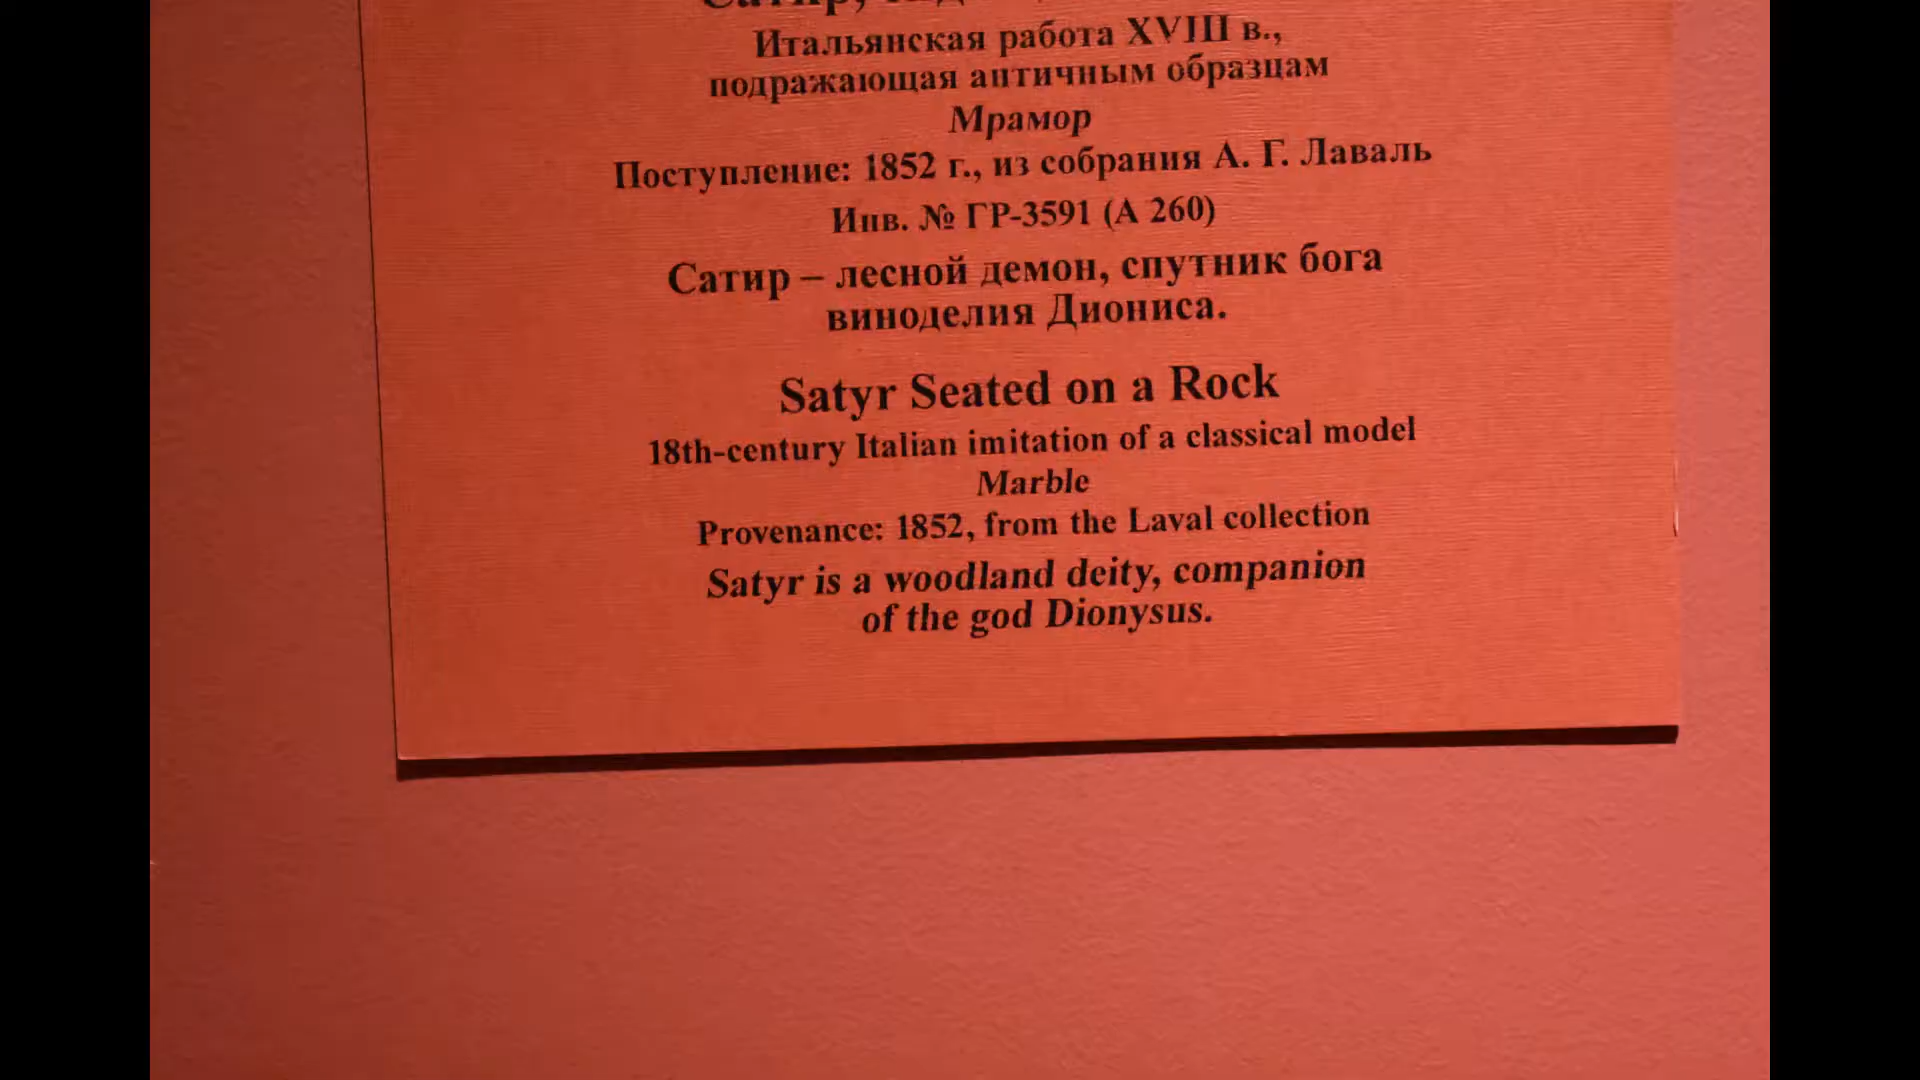 Сатир,
Итальянская работа XVIII в.,
подражающая античным образцам
Мрамор
Поступление: 1852 г., из собрания А. Г. Лаваль
Инв. № ГР-3591 (А 260)
Сатир – лесной демон, спутник бога
виноделия Диониса.
Satyr Seated on a Rock
18th-century Italian imitation of a classical model
Marble
Provenance: 1852, from the Laval collection
Satyr is a woodland deity, companion
of the god Dionysus.